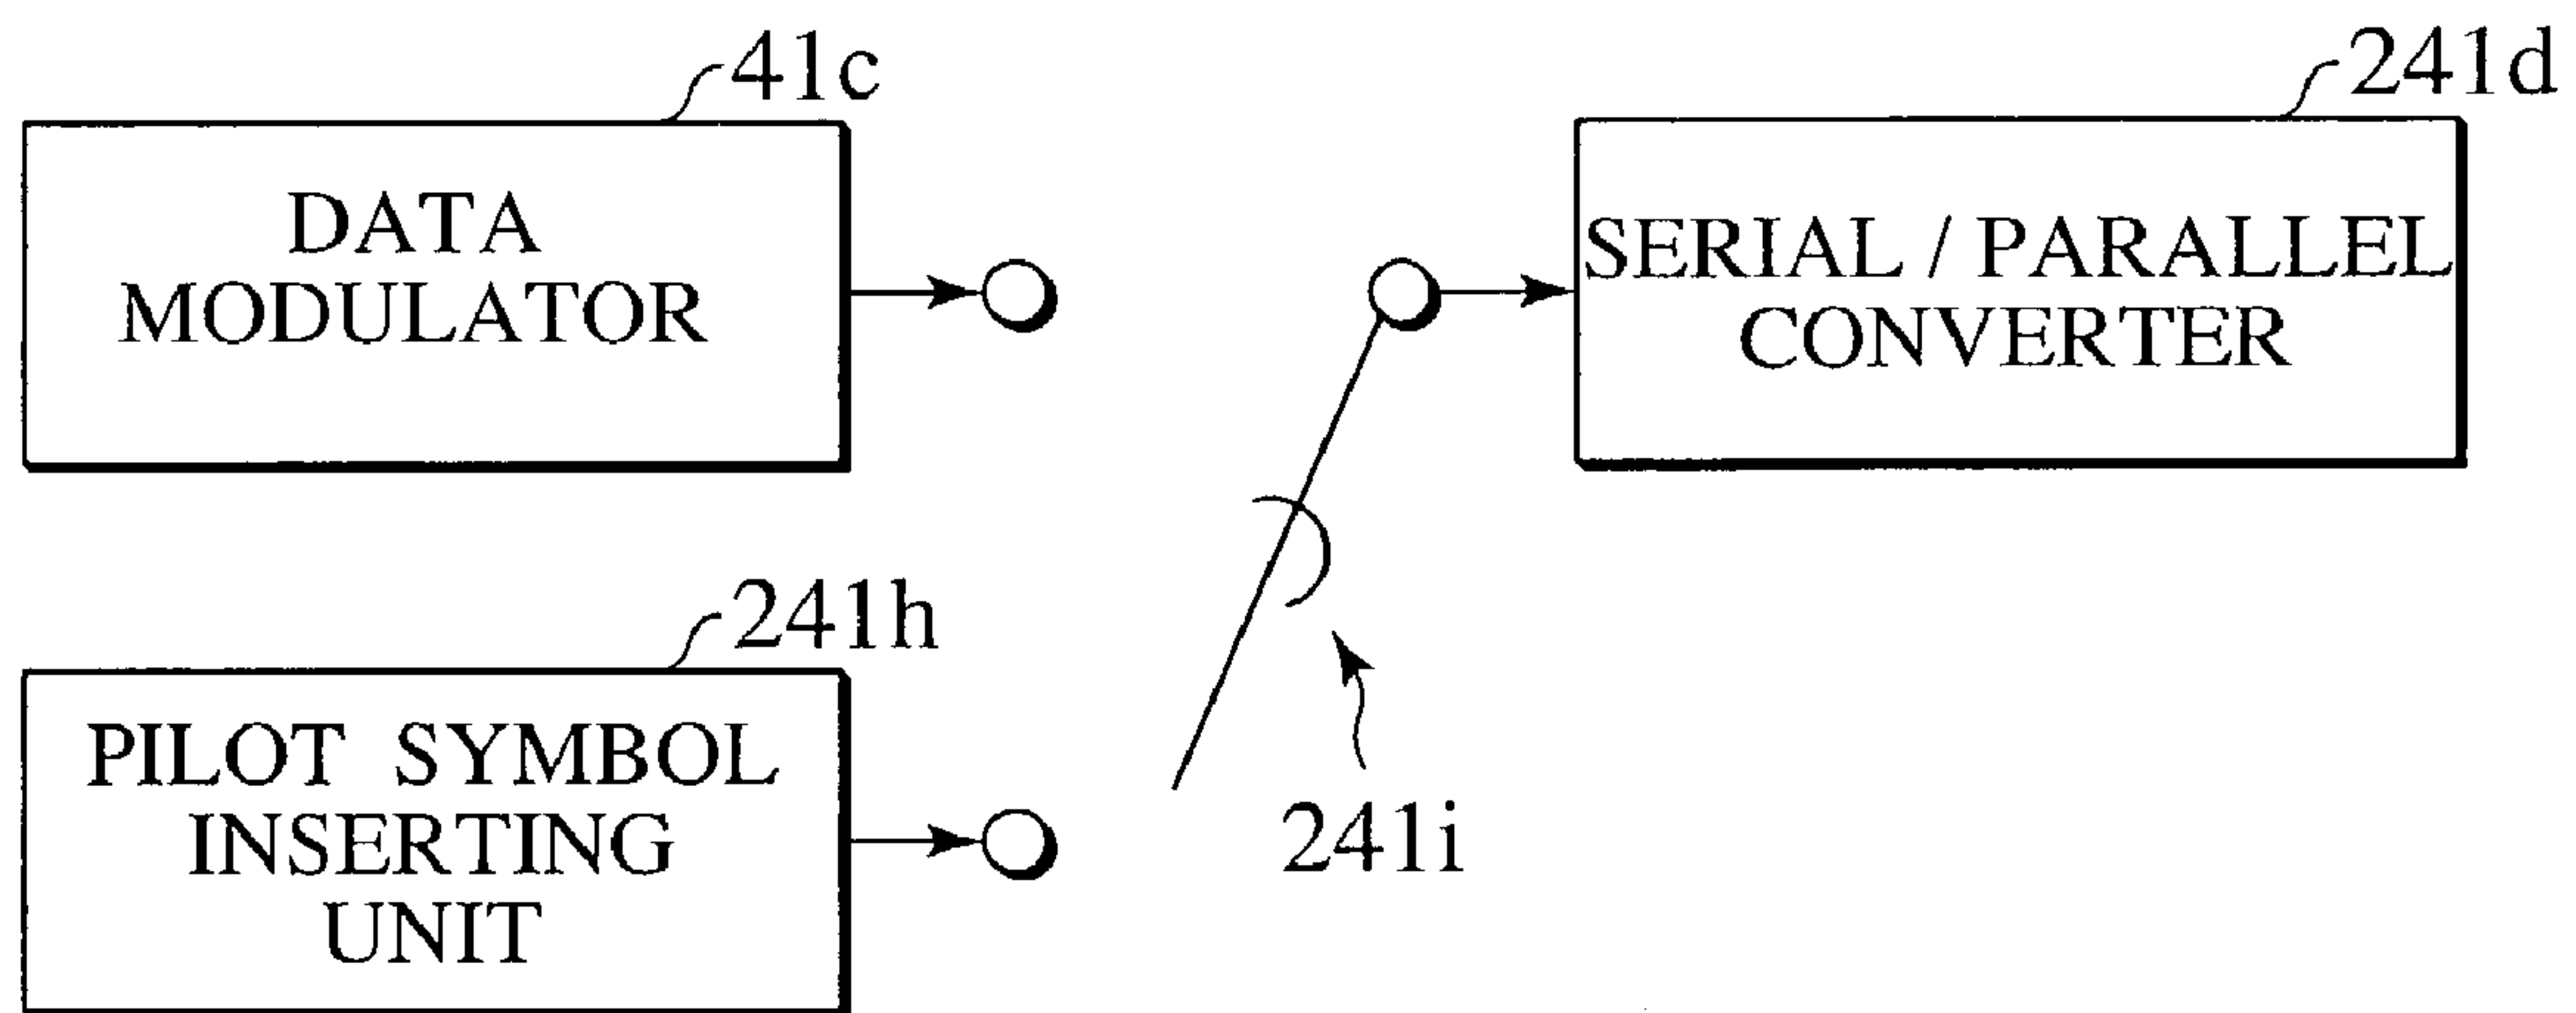 41c
DATA
MODULATOR
241d
SERIAL / PARALLEL
CONVERTER
241h
PILOT SYMBOL
INSERTING
UNIT
241i